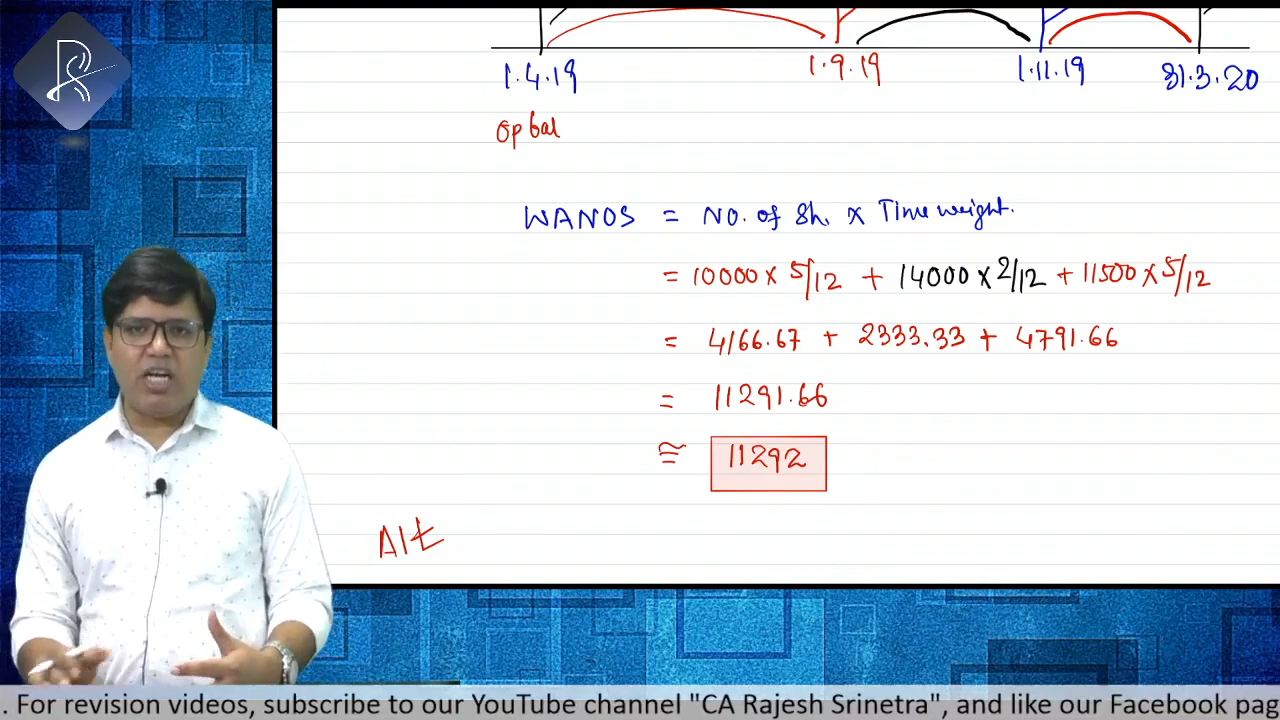 1.4.19 1.9.19 1.11.19 31.3.20
op bal
WANOS = NO. of Sh. x Time weight.
= 10000 x 5/12 + 14000 x 2/12 + 11500 x 5/12
= 4166.67 + 2333.33 + 4791.66
= 11291.66
≅ 11292
Alt
. For revision videos, subscribe to our YouTube channel "CA Rajesh Srinetra", and like our Facebook pag